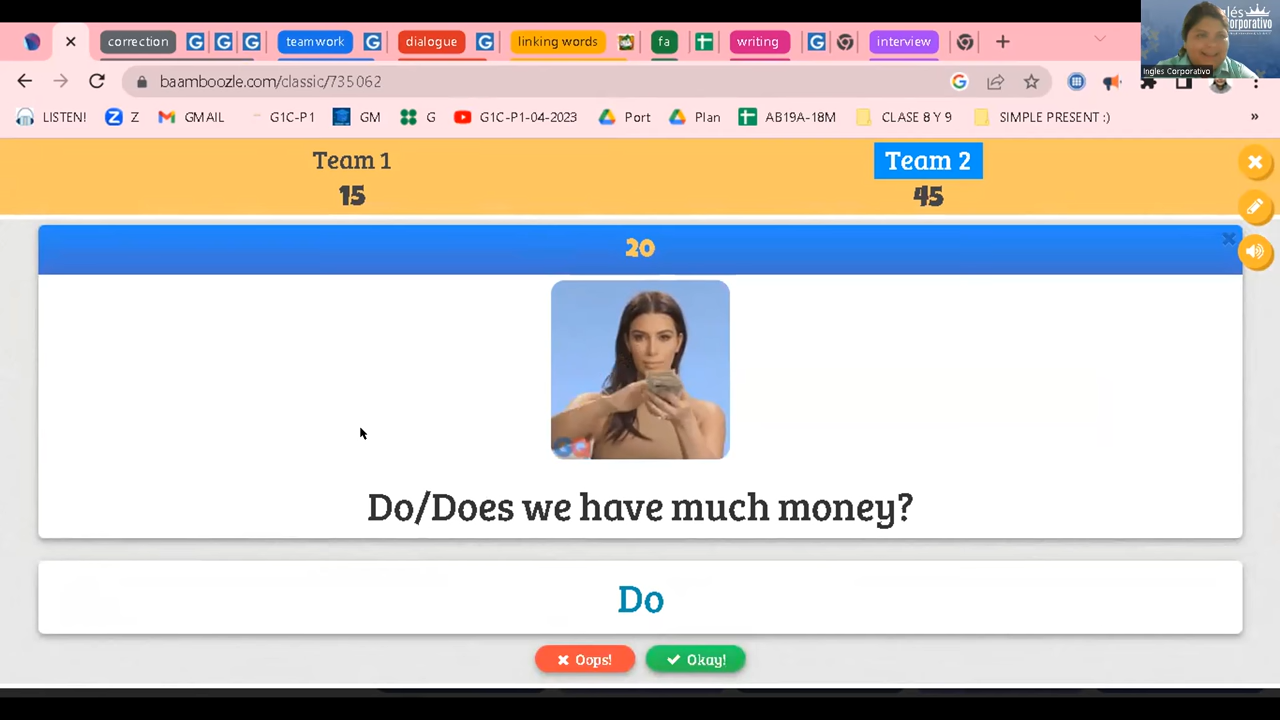 correction
teamwork
dialogue
linking words
fa
writing
interview
baamboozle.com/classic/735062
LISTEN!
Z
GMAIL
G1C-P1
GM
G
G1C-P1-04-2023
Port
Plan
AB19A-18M
CLASE 8 Y 9
SIMPLE PRESENT :)
Ingles Corporativo
Team 1
15
Team 2
45
20
Do/Does we have much money?
Do
Oops!
Okay!